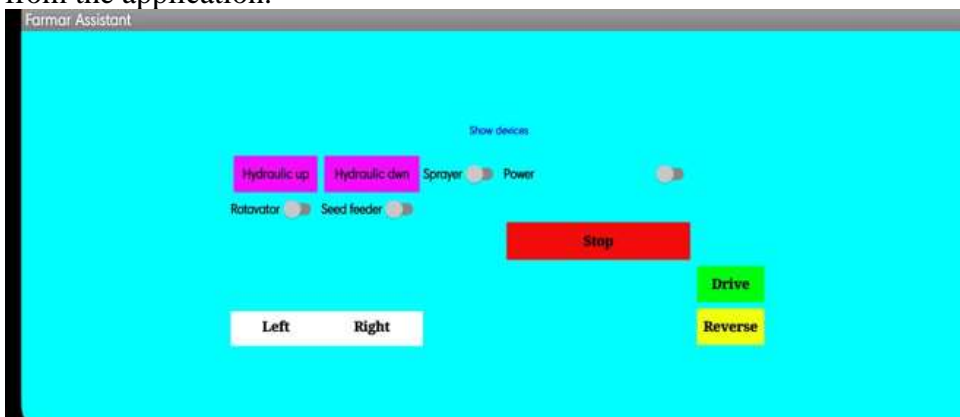 from the application.
Farmar Assistant
Show devices
Hydraulic up Hydraulic dwn Sprayer Power
Rotavator Seed feeder
Stop
Drive
Left Right Reverse